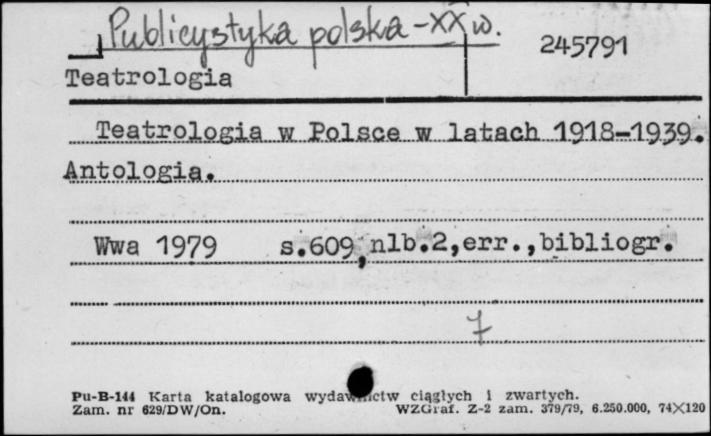 Publicystyka polska - XX w.
245791
Teatrologia
Teatrologia w Polsce w latach 1918-1939.
Antologia.
Wwa 1979 s.609,nlb.2,err.,bibliogr.
7
Pu-B-144 Karta katalogowa wydawnictw ciągłych i zwartych.
Zam. nr 629/DW/On. WZGraf. Z-2 zam. 379/79, 6.250.000, 74×120